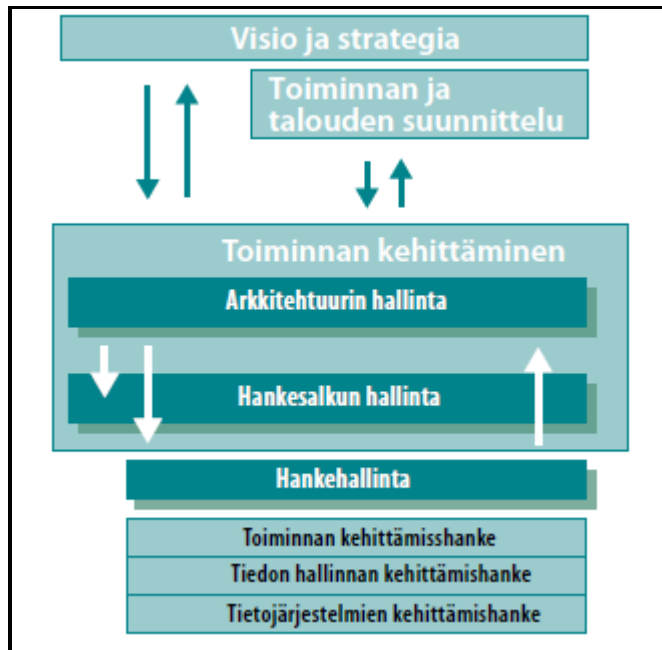 Visio ja strategia
Toiminnan ja
talouden suunnittelu
Toiminnan kehittäminen
Arkkitehtuurin hallinta
Hankesalkun hallinta
Hankehallinta
Toiminnan kehittämisshanke
Tiedon hallinnan kehittämishanke
Tietojärjestelmien kehittämishanke